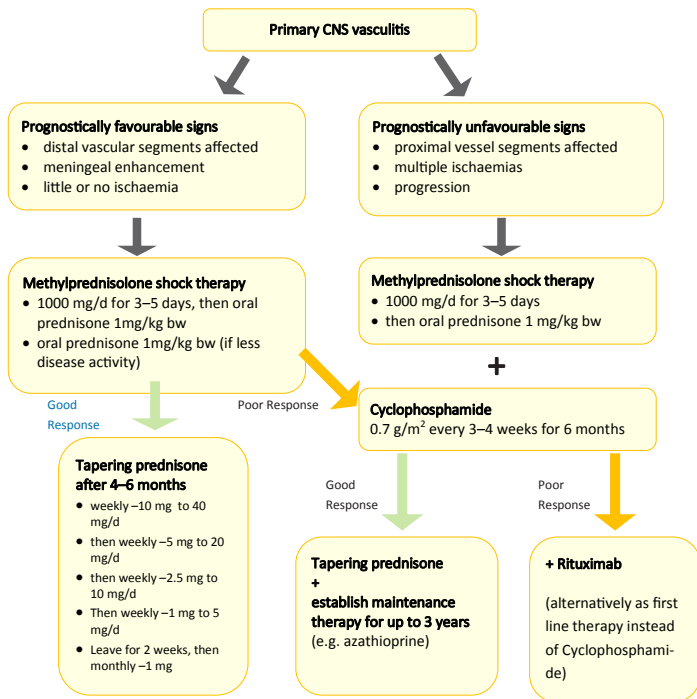 Primary CNS vasculitis
Prognostically favourable signs
• distal vascular segments affected
• meningeal enhancement
• little or no ischaemia
Prognostically unfavourable signs
• proximal vessel segments affected
• multiple ischaemias
• progression
Methylprednisolone shock therapy
• 1000 mg/d for 3–5 days, then oral
prednisone 1mg/kg bw
• oral prednisone 1mg/kg bw (if less
disease activity)
Methylprednisolone shock therapy
• 1000 mg/d for 3–5 days
• then oral prednisone 1 mg/kg bw
+
Good
Response
Poor Response
Cyclophosphamide
0.7 g/m² every 3–4 weeks for 6 months
Tapering prednisone
after 4–6 months
• weekly –10 mg to 40
mg/d
• then weekly –5 mg to 20
mg/d
• then weekly –2.5 mg to
10 mg/d
• Then weekly –1 mg to 5
mg/d
• Leave for 2 weeks, then
monthly –1 mg
Good
Response
Poor
Response
Tapering prednisone
+
establish maintenance
therapy for up to 3 years
(e.g. azathioprine)
+ Rituximab
(alternatively as first
line therapy instead
of Cyclophosphami-
de)